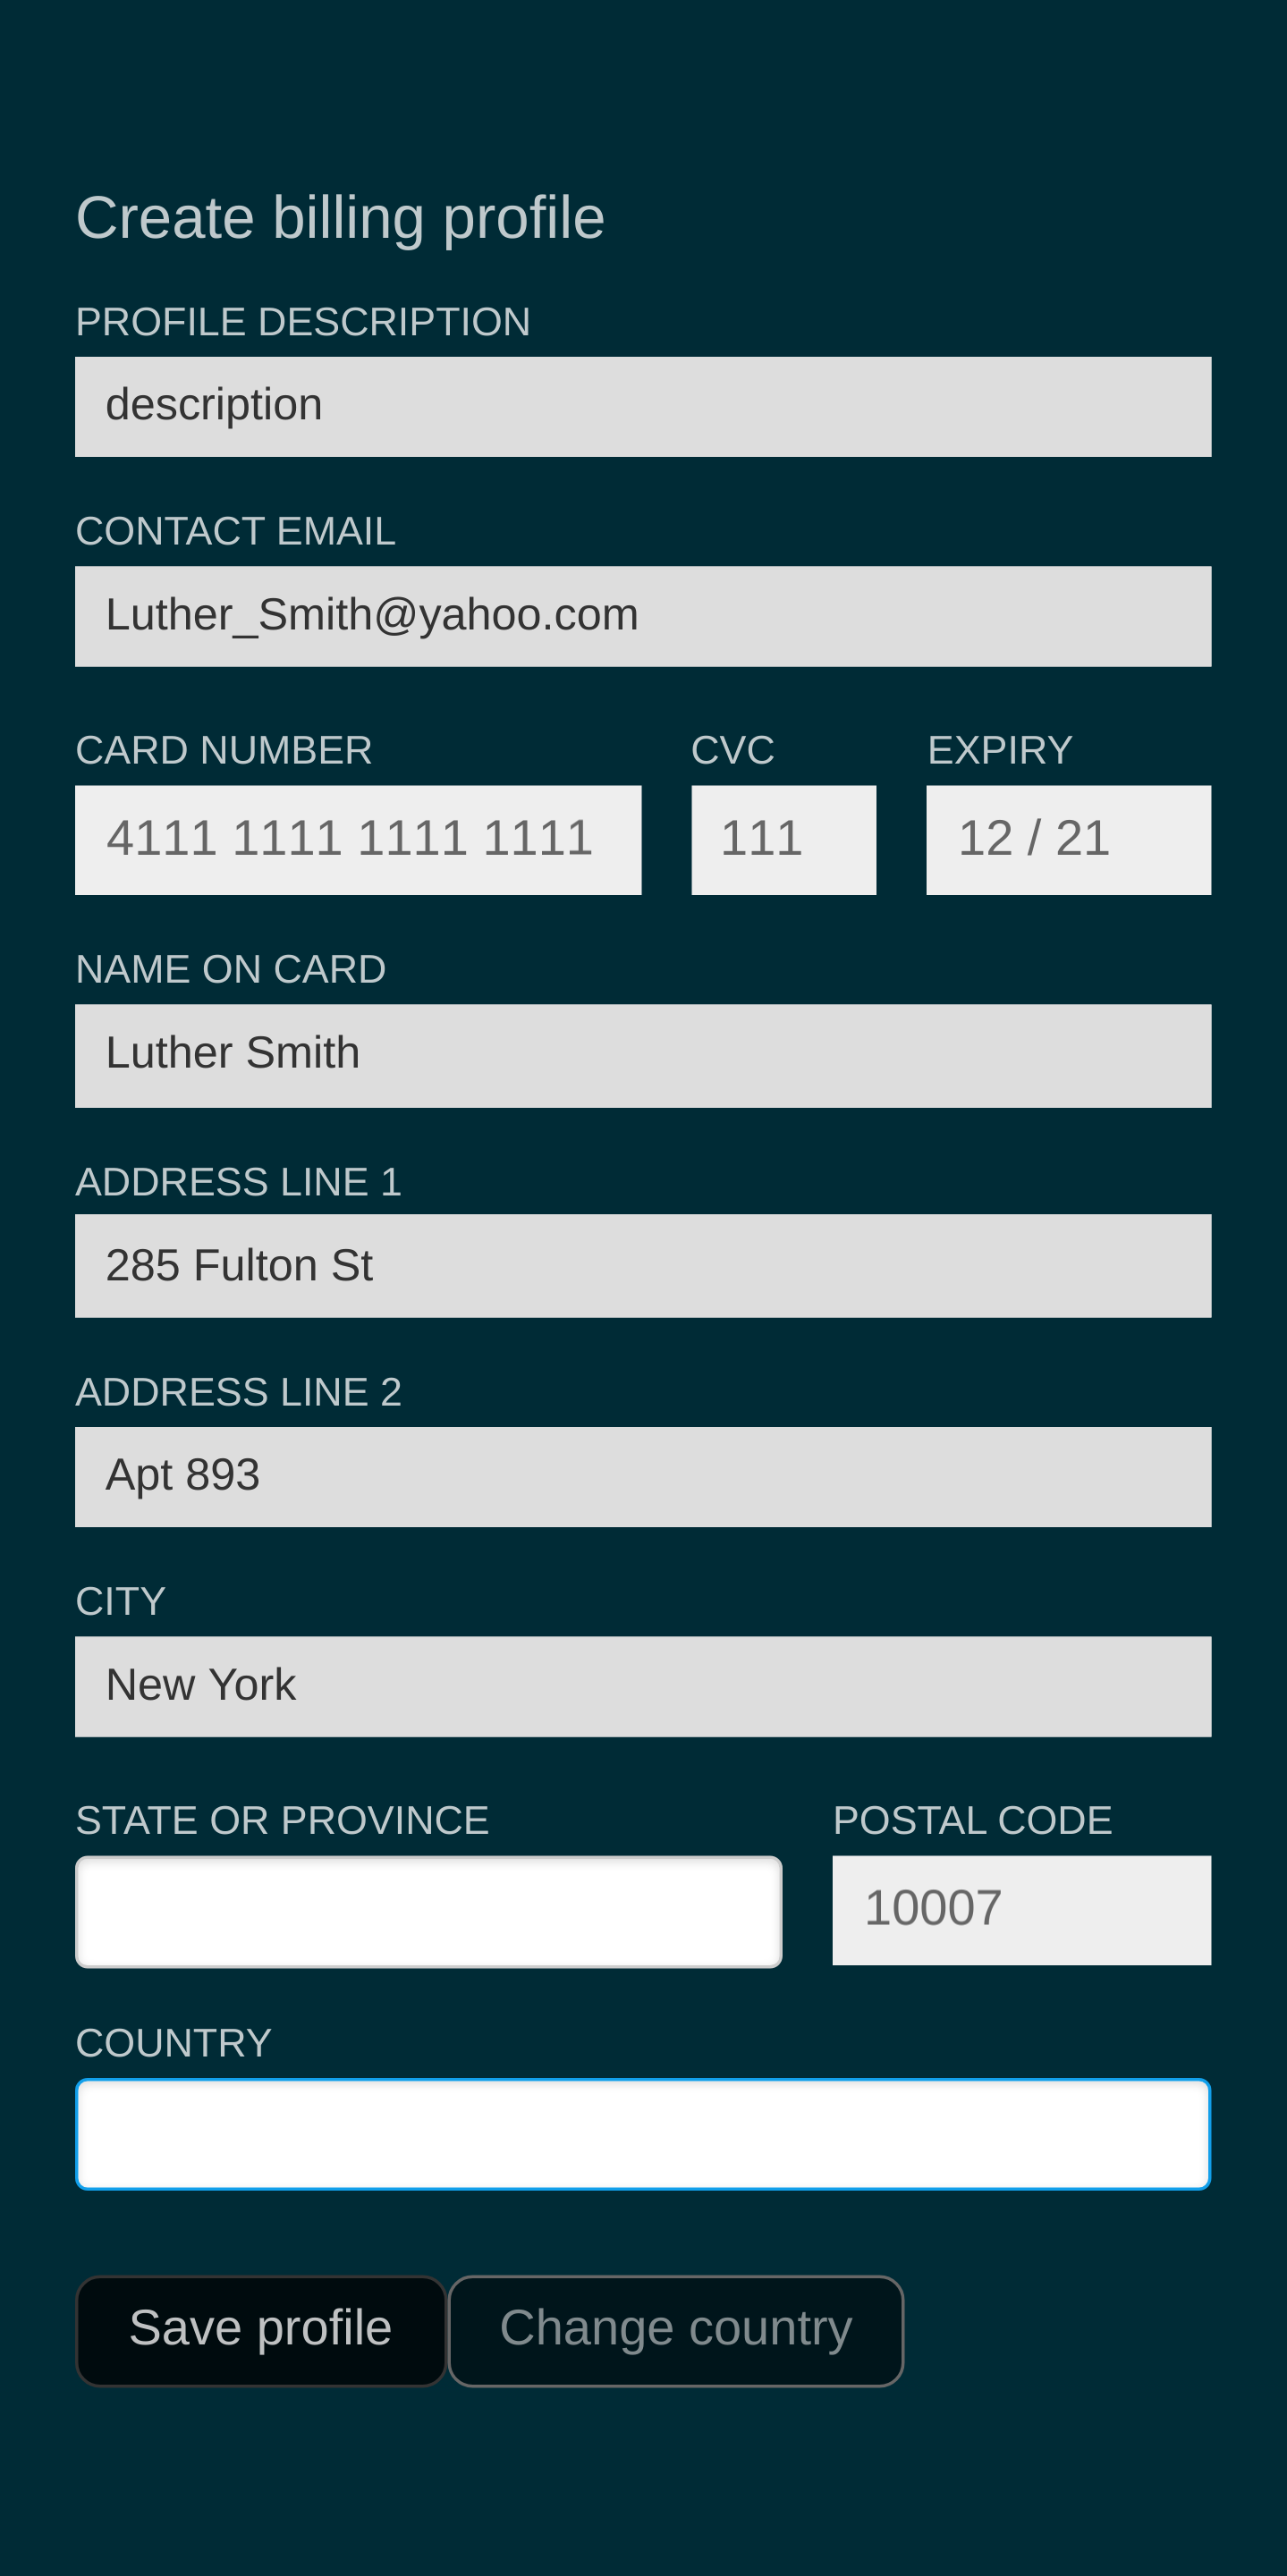 Create billing profile
PROFILE DESCRIPTION
description
CONTACT EMAIL
Luther_Smith@yahoo.com
CARD NUMBER CVC EXPIRY
4111 1111 1111 1111 111 12 / 21
NAME ON CARD
Luther Smith
ADDRESS LINE 1
285 Fulton St
ADDRESS LINE 2
Apt 893
CITY
New York
STATE OR PROVINCE POSTAL CODE
10007
COUNTRY
Save profile Change country